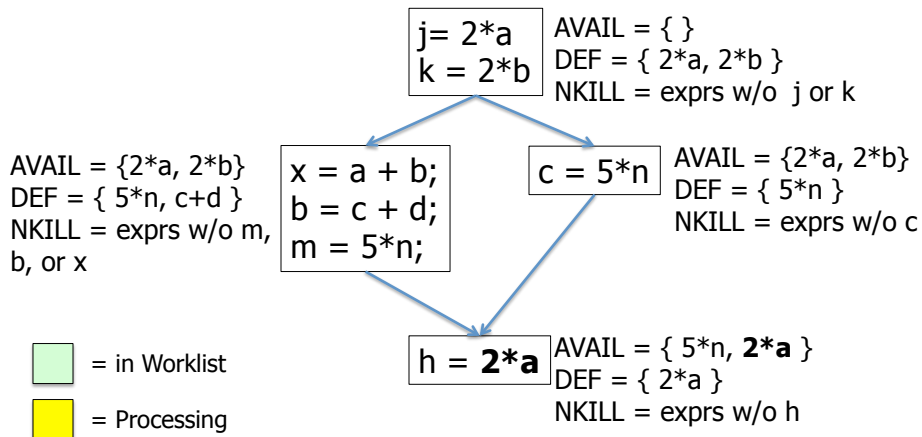 j= 2*a
k = 2*b
AVAIL = { }
DEF = { 2*a, 2*b }
NKILL = exprs w/o j or k
AVAIL = {2*a, 2*b}
DEF = { 5*n, c+d }
NKILL = exprs w/o m,
b, or x
x = a + b;
b = c + d;
m = 5*n;
c = 5*n
AVAIL = {2*a, 2*b}
DEF = { 5*n }
NKILL = exprs w/o c
h = 2*a
AVAIL = { 5*n, 2*a }
DEF = { 2*a }
NKILL = exprs w/o h
= in Worklist
= Processing